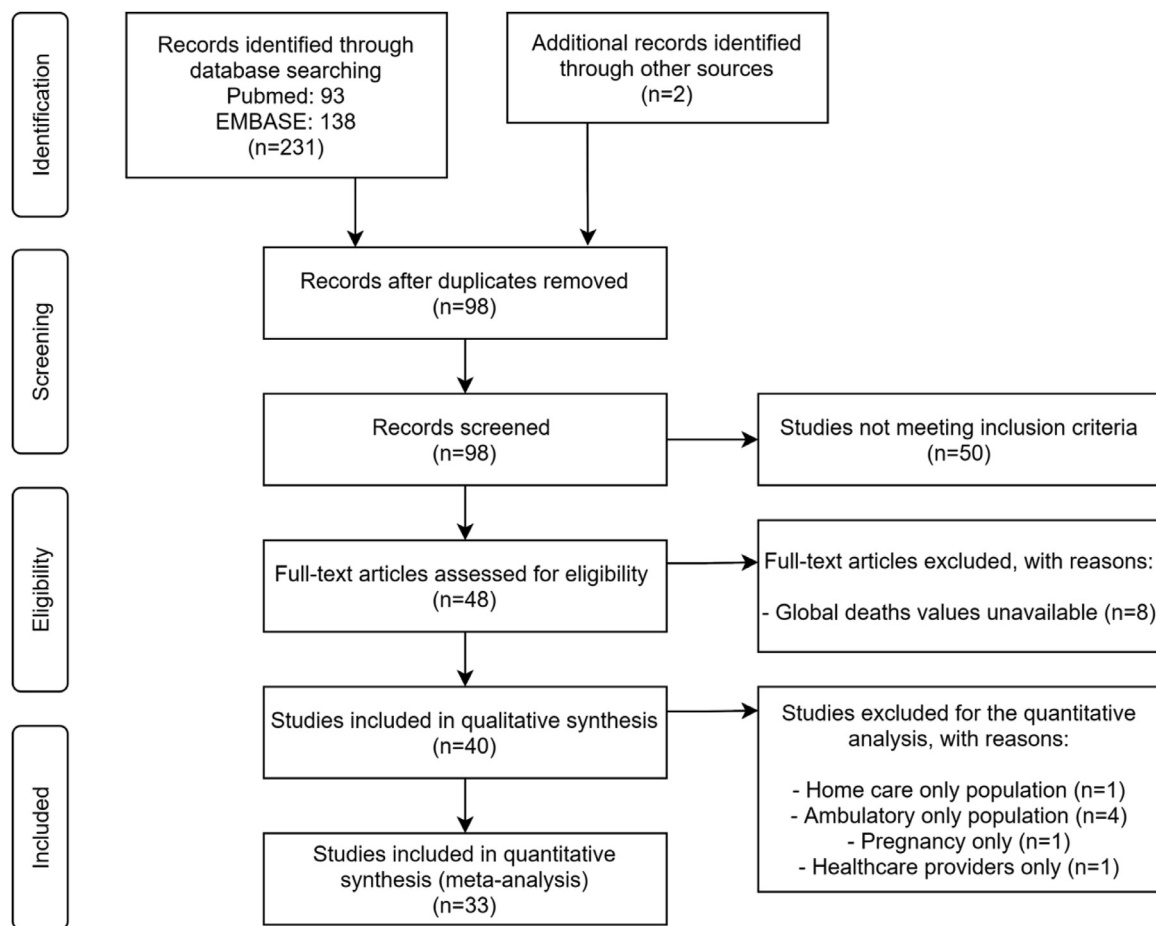 Identification
Records identified through
database searching
Pubmed: 93
EMBASE: 138
(n=231)
Additional records identified
through other sources
(n=2)
Screening
Records after duplicates removed
(n=98)
Records screened
(n=98)
Studies not meeting inclusion criteria
(n=50)
Eligibility
Full-text articles assessed for eligibility
(n=48)
Full-text articles excluded, with reasons:
- Global deaths values unavailable (n=8)
Included
Studies included in qualitative synthesis
(n=40)
Studies excluded for the quantitative
analysis, with reasons:
- Home care only population (n=1)
- Ambulatory only population (n=4)
- Pregnancy only (n=1)
- Healthcare providers only (n=1)
Studies included in quantitative
synthesis (meta-analysis)
(n=33)